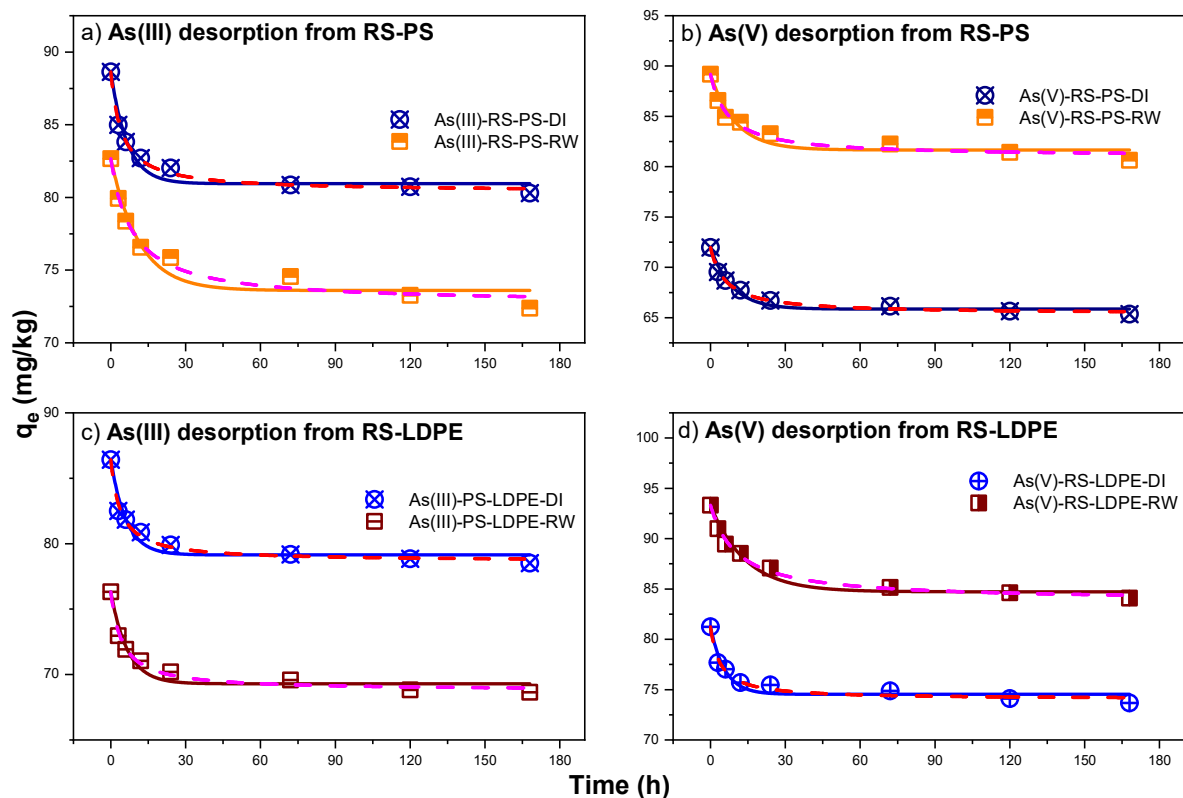 a) As(III) desorption from RS-PS
As(III)-RS-PS-DI
As(III)-RS-PS-RW
90
85
80
75
70
0 30 60 90 120 150 180
b) As(V) desorption from RS-PS
As(V)-RS-PS-DI
As(V)-RS-PS-RW
95
90
85
80
75
70
65
0 30 60 90 120 150 180
qe (mg/kg)
c) As(III) desorption from RS-LDPE
As(III)-PS-LDPE-DI
As(III)-PS-LDPE-RW
90
80
70
0 30 60 90 120 150 180
d) As(V) desorption from RS-LDPE
As(V)-RS-LDPE-DI
As(V)-RS-LDPE-RW
100
95
90
85
80
75
70
0 30 60 90 120 150 180
Time (h)